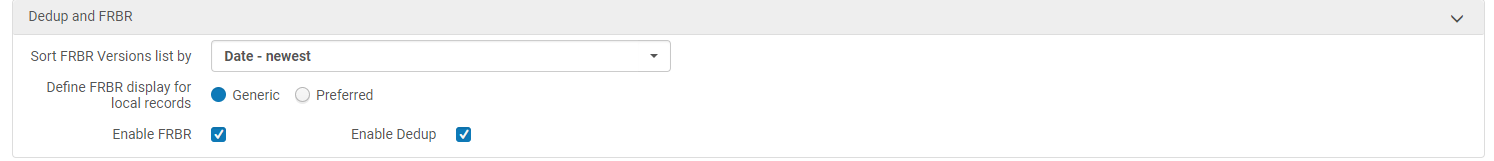 Dedup and FRBR
Sort FRBR Versions list by Date - newest
Define FRBR display for
local records
Generic Preferred
Enable FRBR Enable Dedup